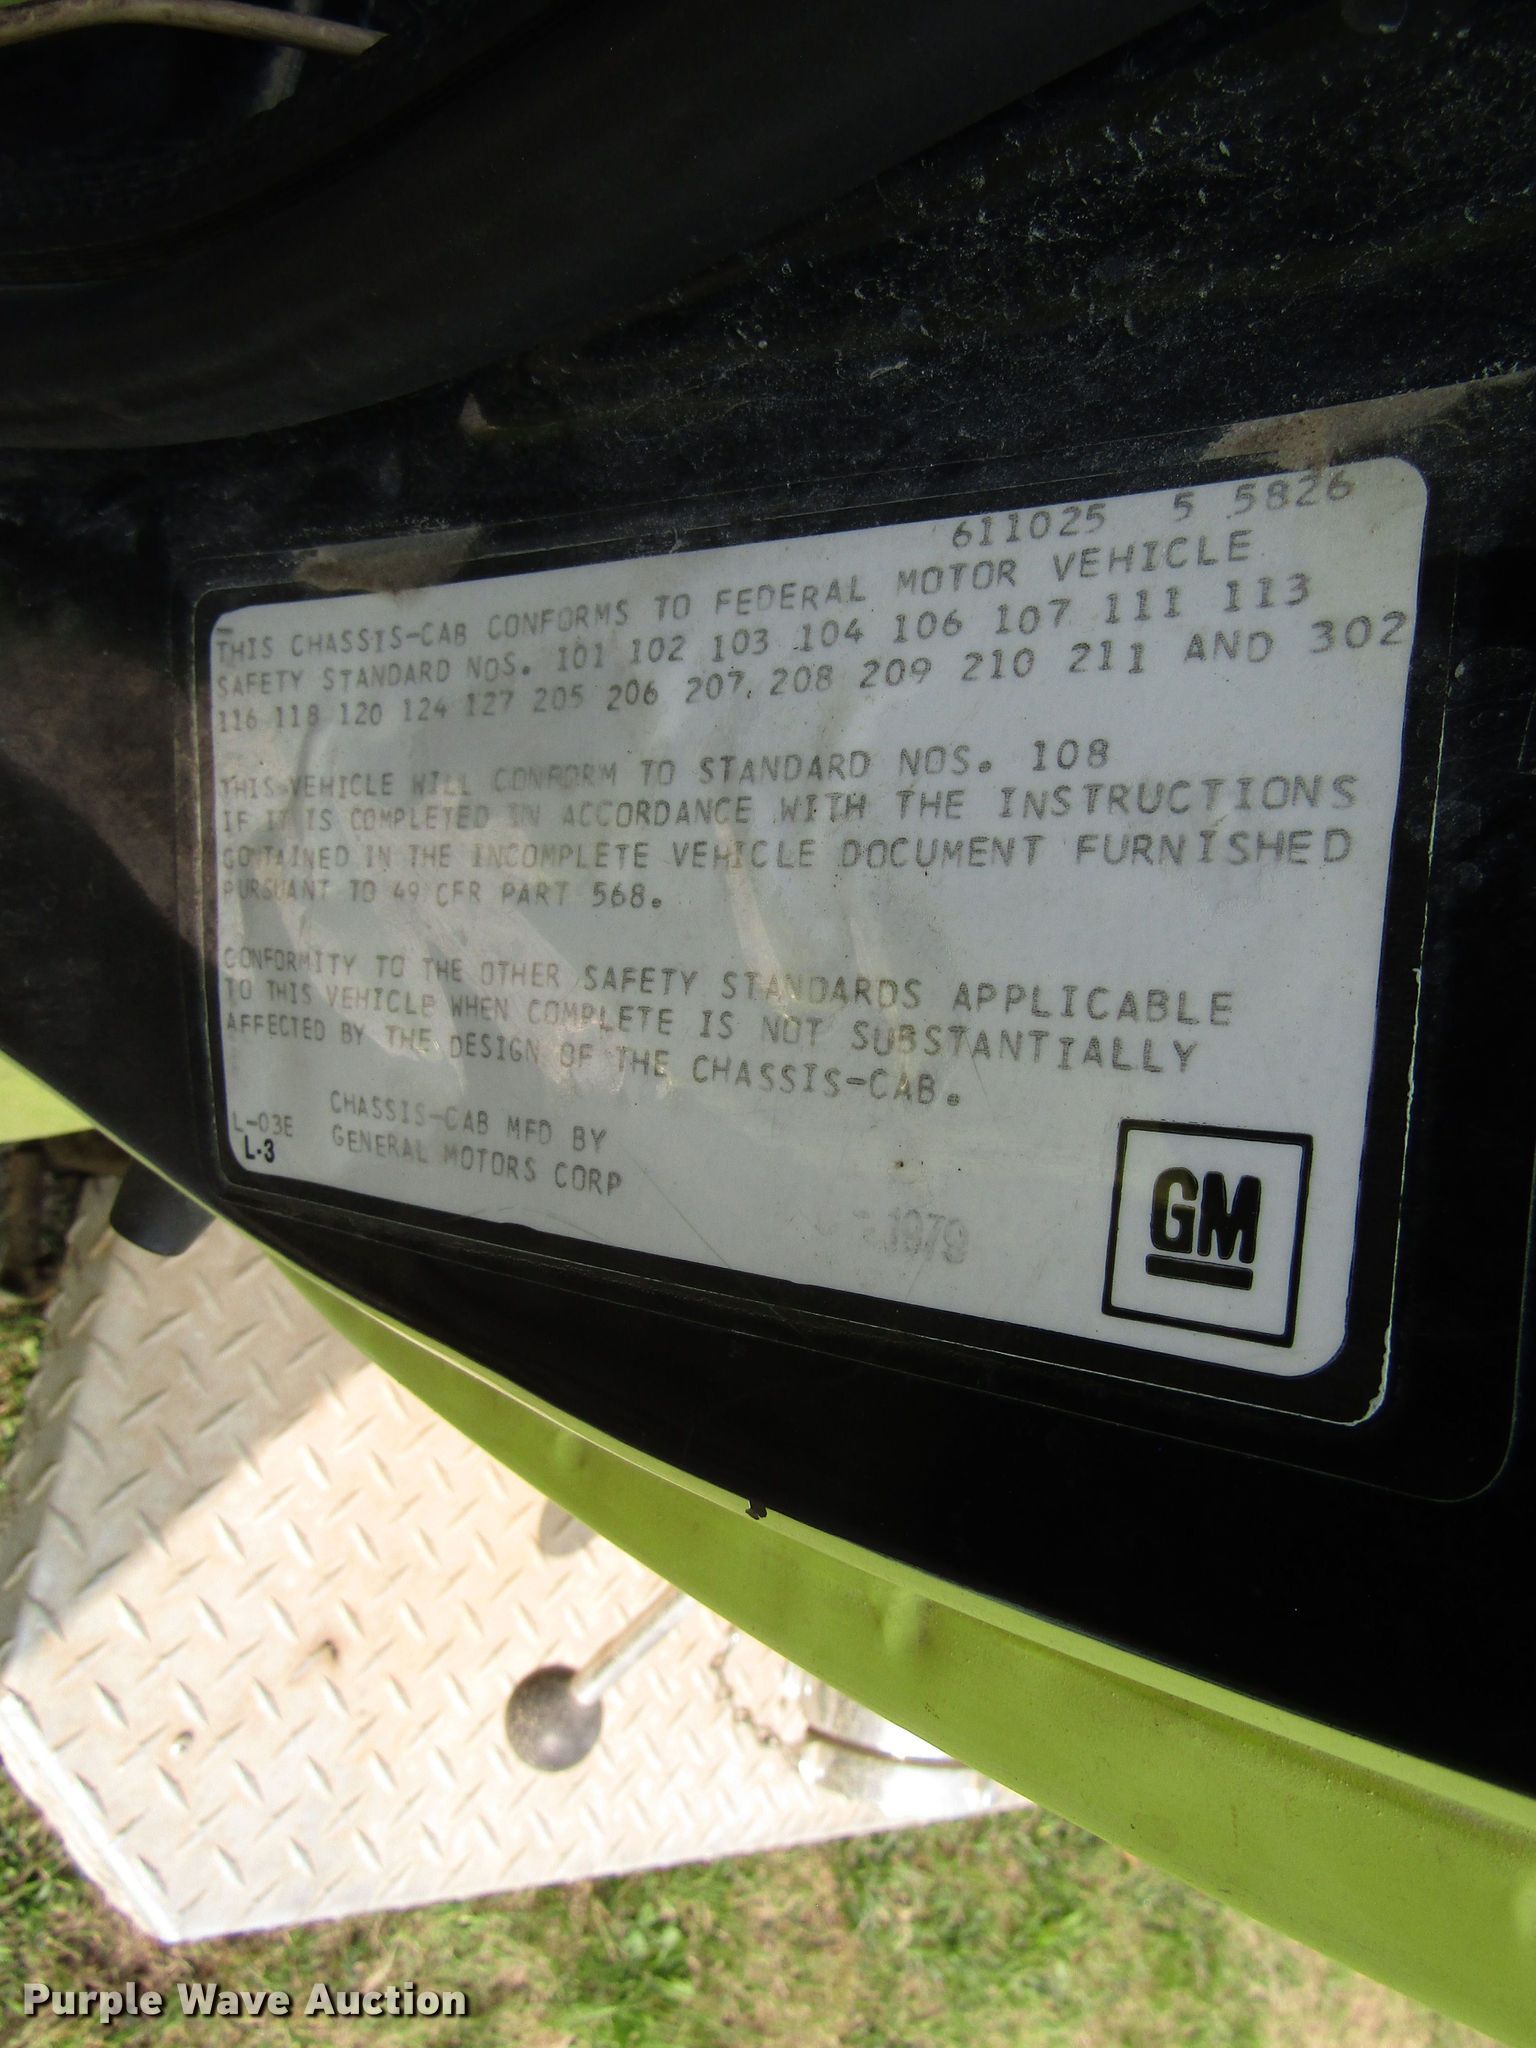 611025 5 5826
THIS CHASSIS-CAB CONFORMS TO FEDERAL MOTOR VEHICLE
SAFETY STANDARD NOS. 101 102 103 104 106 107 111 113
116 118 120 124 127 205 206 207 208 209 210 211 AND 302
THIS VEHICLE WILL CONFORM TO STANDARD NOS. 108
IF IT IS COMPLETED IN ACCORDANCE WITH THE INSTRUCTIONS
CONTAINED IN THE INCOMPLETE VEHICLE DOCUMENT FURNISHED
PURSUANT TO 49 CFR PART 568.
CONFORMITY TO THE OTHER SAFETY STANDARDS APPLICABLE
TO THIS VEHICLE WHEN COMPLETE IS NOT SUBSTANTIALLY
AFFECTED BY THE DESIGN OF THE CHASSIS-CAB.
L-03E CHASSIS-CAB MFD BY
L-3 GENERAL MOTORS CORP
1979
GM
Purple Wave Auction